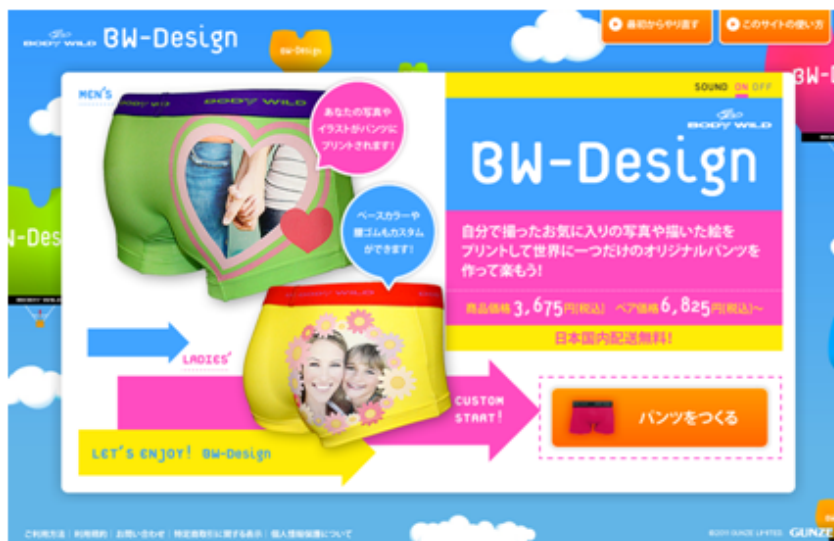 BODY WILD BW-Design
BW-Design
最初からやり直す
このサイトの使い方
MEN'S
BODY WILD
あなたの写真や
イラストがパンツに
プリントされます!
ベースカラーや
腰ゴムもカスタム
ができます!
SOUND ON OFF
BODY WILD
BW-Design
自分で撮ったお気に入りの写真や描いた絵を
プリントして世界に一つだけのオリジナルパンツを
作って楽もう!
商品価格3,675円(税込) ペア価格6,825円(税込)~
日本国内配送無料!
LADIES'
BODY WILD
CUSTOM
START!
パンツをつくる
LET'S ENJOY! BW-Design
ご利用方法 | 利用規約 | お問い合わせ | 特定商取引に関する表示 | 個人情報保護について
©2011 GUNZE LIMITED. GUNZE